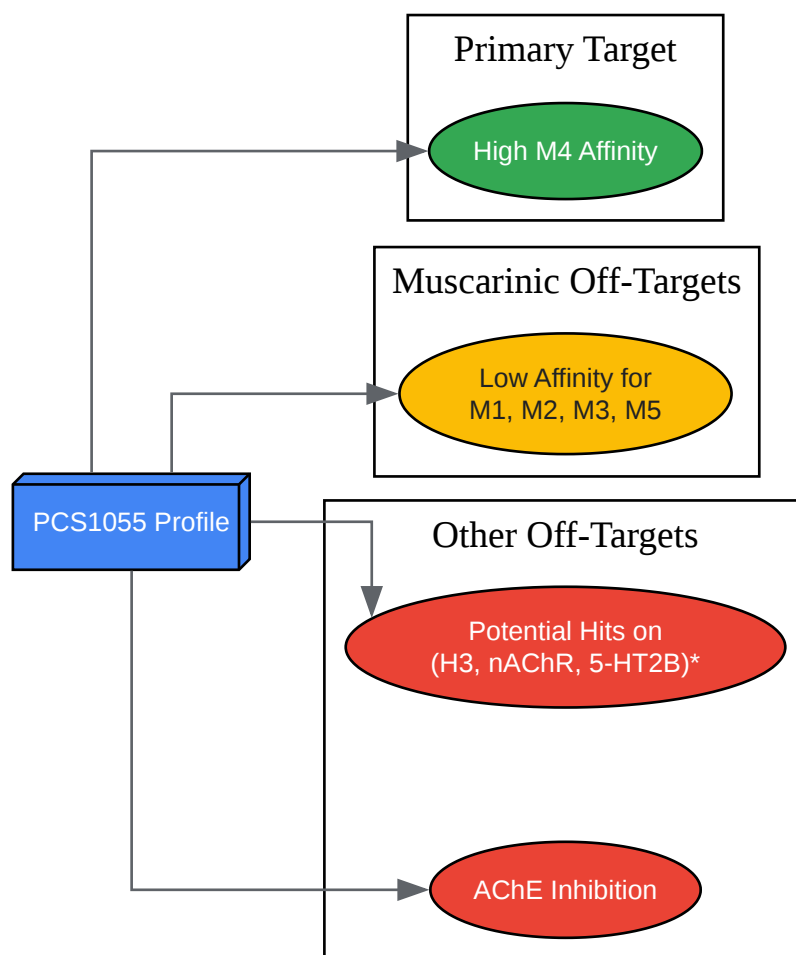 Primary Target
High M4 Affinity
Muscarinic Off-Targets
Low Affinity for
M1, M2, M3, M5
PCS1055 Profile
Other Off-Targets
Potential Hits on
(H3, nAChR, 5-HT2B)*
AChE Inhibition